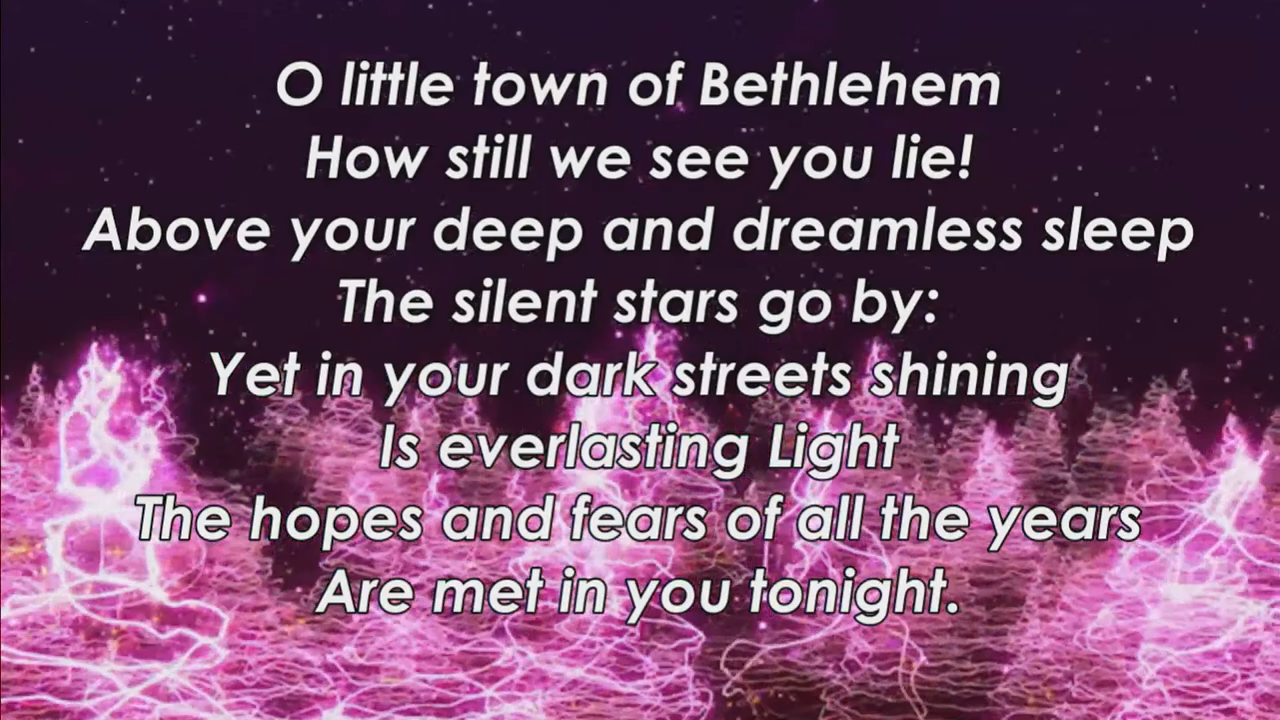 O little town of Bethlehem
How still we see you lie!
Above your deep and dreamless sleep
The silent stars go by:
Yet in your dark streets shining
Is everlasting Light
The hopes and fears of all the years
Are met in you tonight.